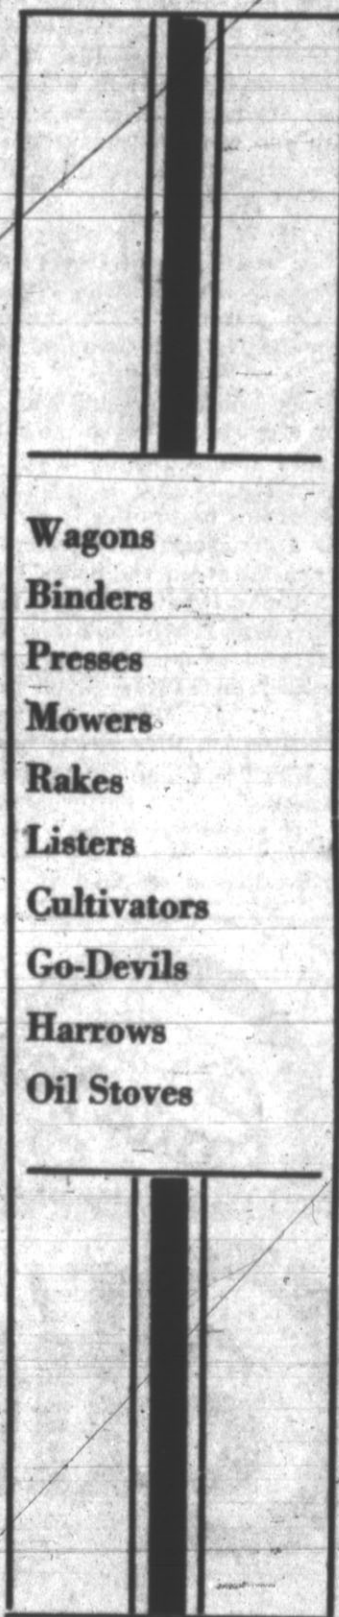 Wagons
Binders
Presses
Mowers
Rakes
Listers
Cultivators
Go-Devils
Harrows
Oil Stoves